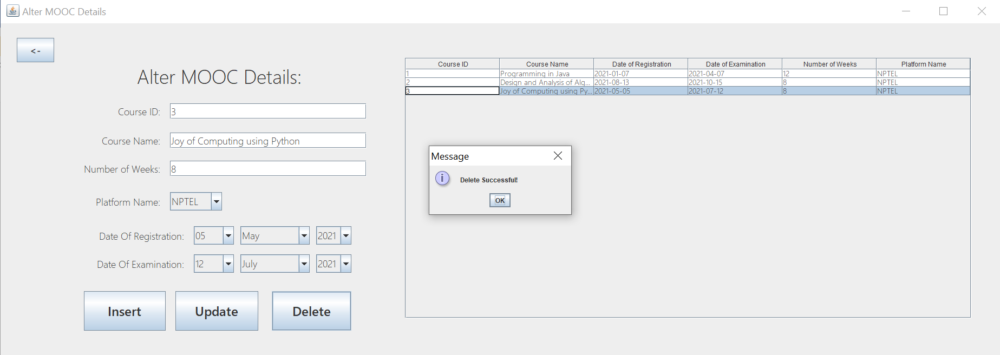 Alter MOOC Details
<-
Alter MOOC Details:
Course ID: 3
Course Name: Joy of Computing using Python
Number of Weeks: 8
Platform Name: NPTEL
Date Of Registration: 05 May 2021
Date Of Examination: 12 July 2021
Insert Update Delete
Course ID Course Name Date of Registration Date of Examination Number of Weeks Platform Name
1 Programming in Java 2021-01-07 2021-04-07 12 NPTEL
2 Design and Analysis of Alg... 2021-08-13 2021-10-15 8 NPTEL
3 Joy of Computing using Py... 2021-05-05 2021-07-12 8 NPTEL
Message
i Delete Successful!
OK